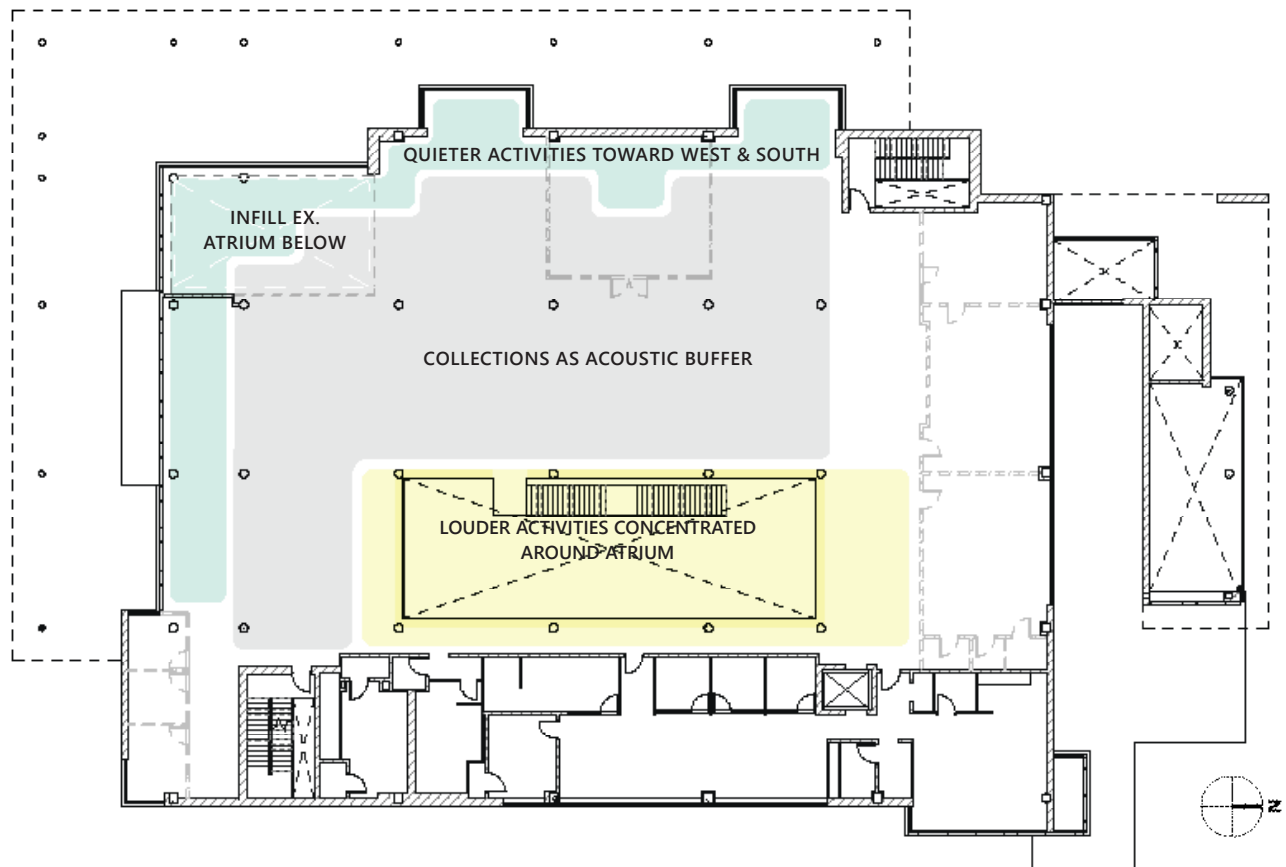 QUIETER ACTIVITIES TOWARD WEST & SOUTH
INFILL EX.
ATRIUM BELOW
COLLECTIONS AS ACOUSTIC BUFFER
LOUDER ACTIVITIES CONCENTRATED
AROUND ATRIUM
N